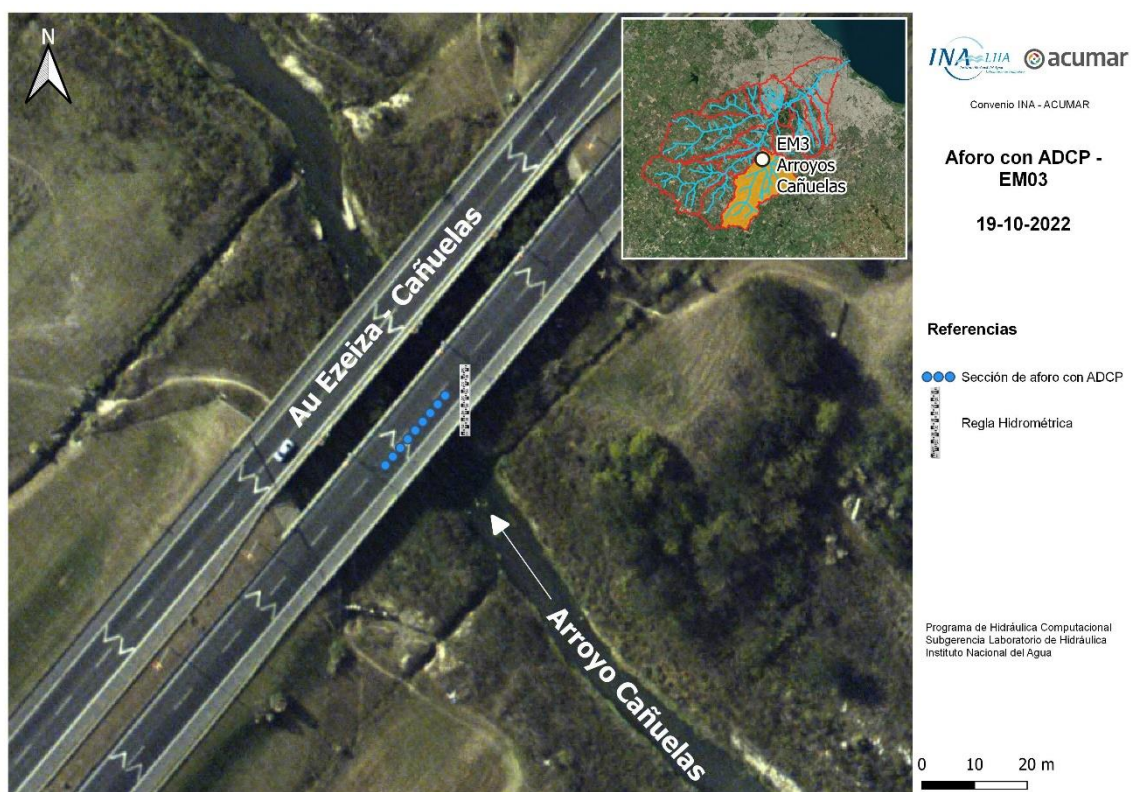 N
EM3
Arroyos
Cañuelas
Au Ezeiza - Cañuelas
Arroyo Cañuelas
INA LHA
acumar
Convenio INA - ACUMAR
Aforo con ADCP -
EM03
19-10-2022
Referencias
Sección de aforo con ADCP
Regla Hidrométrica
Programa de Hidráulica Computacional
Subgerencia Laboratorio de Hidráulica
Instituto Nacional del Agua
0 10 20 m